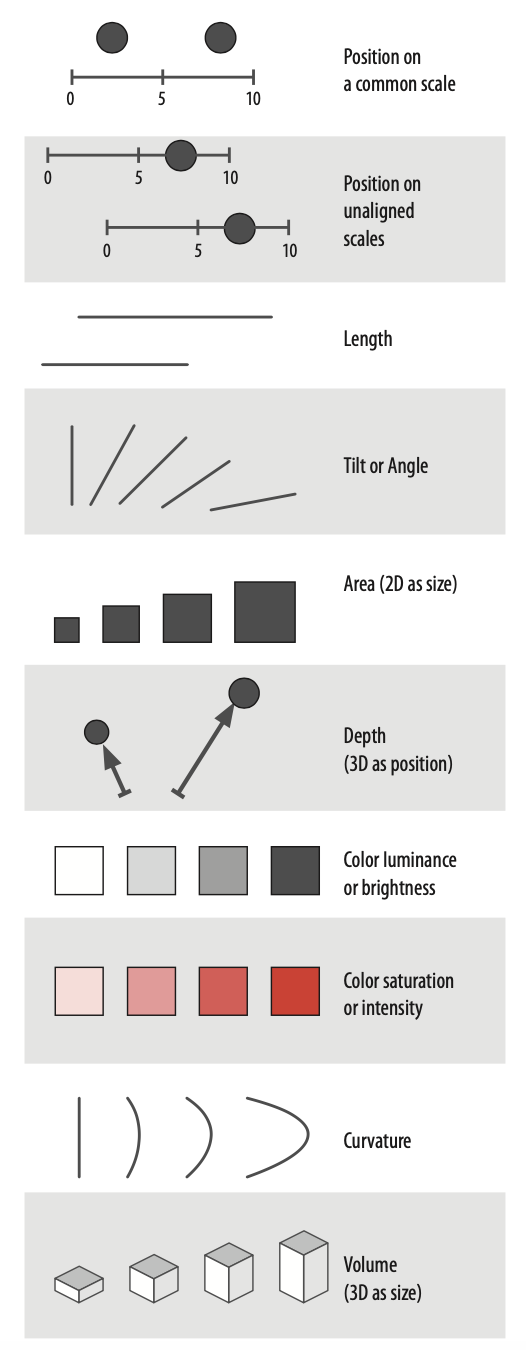 0 5 10
Position on
a common scale
0 5 10
0 5 10
Position on
unaligned
scales
Length
Tilt or Angle
Area (2D as size)
Depth
(3D as position)
Color luminance
or brightness
Color saturation
or intensity
Curvature
Volume
(3D as size)